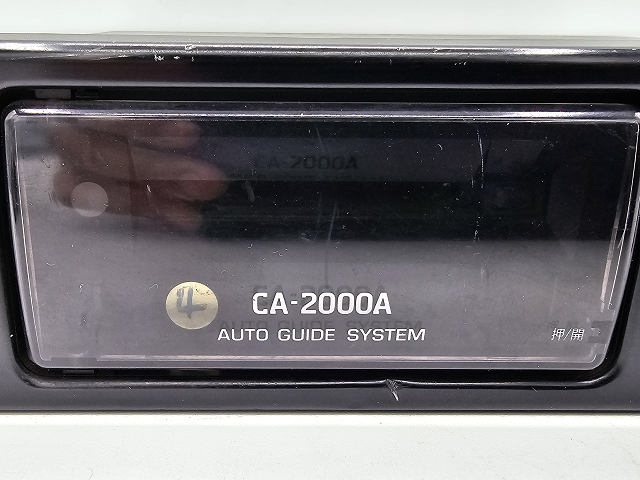 CA-2000A
④ CA-2000A
AUTO GUIDE SYSTEM
押/開